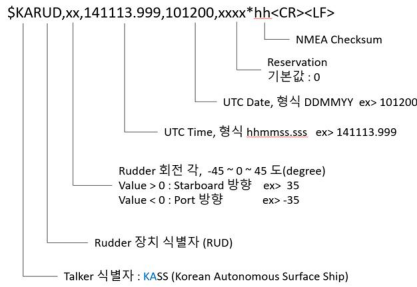 $KARUD,xx,141113.999,101200,xxxx*hh<CR><LF>
NMEA Checksum
Reservation
기본값 : 0
UTC Date, 형식 DDMMYY ex> 101200
UTC Time, 형식 hhmmss.sss ex> 141113.999
Rudder 회전 각, -45 ~ 0 ~ 45 도(degree)
Value > 0 : Starboard 방향 ex> 35
Value < 0 : Port 방향 ex> -35
Rudder 장치 식별자 (RUD)
Talker 식별자 : KASS (Korean Autonomous Surface Ship)